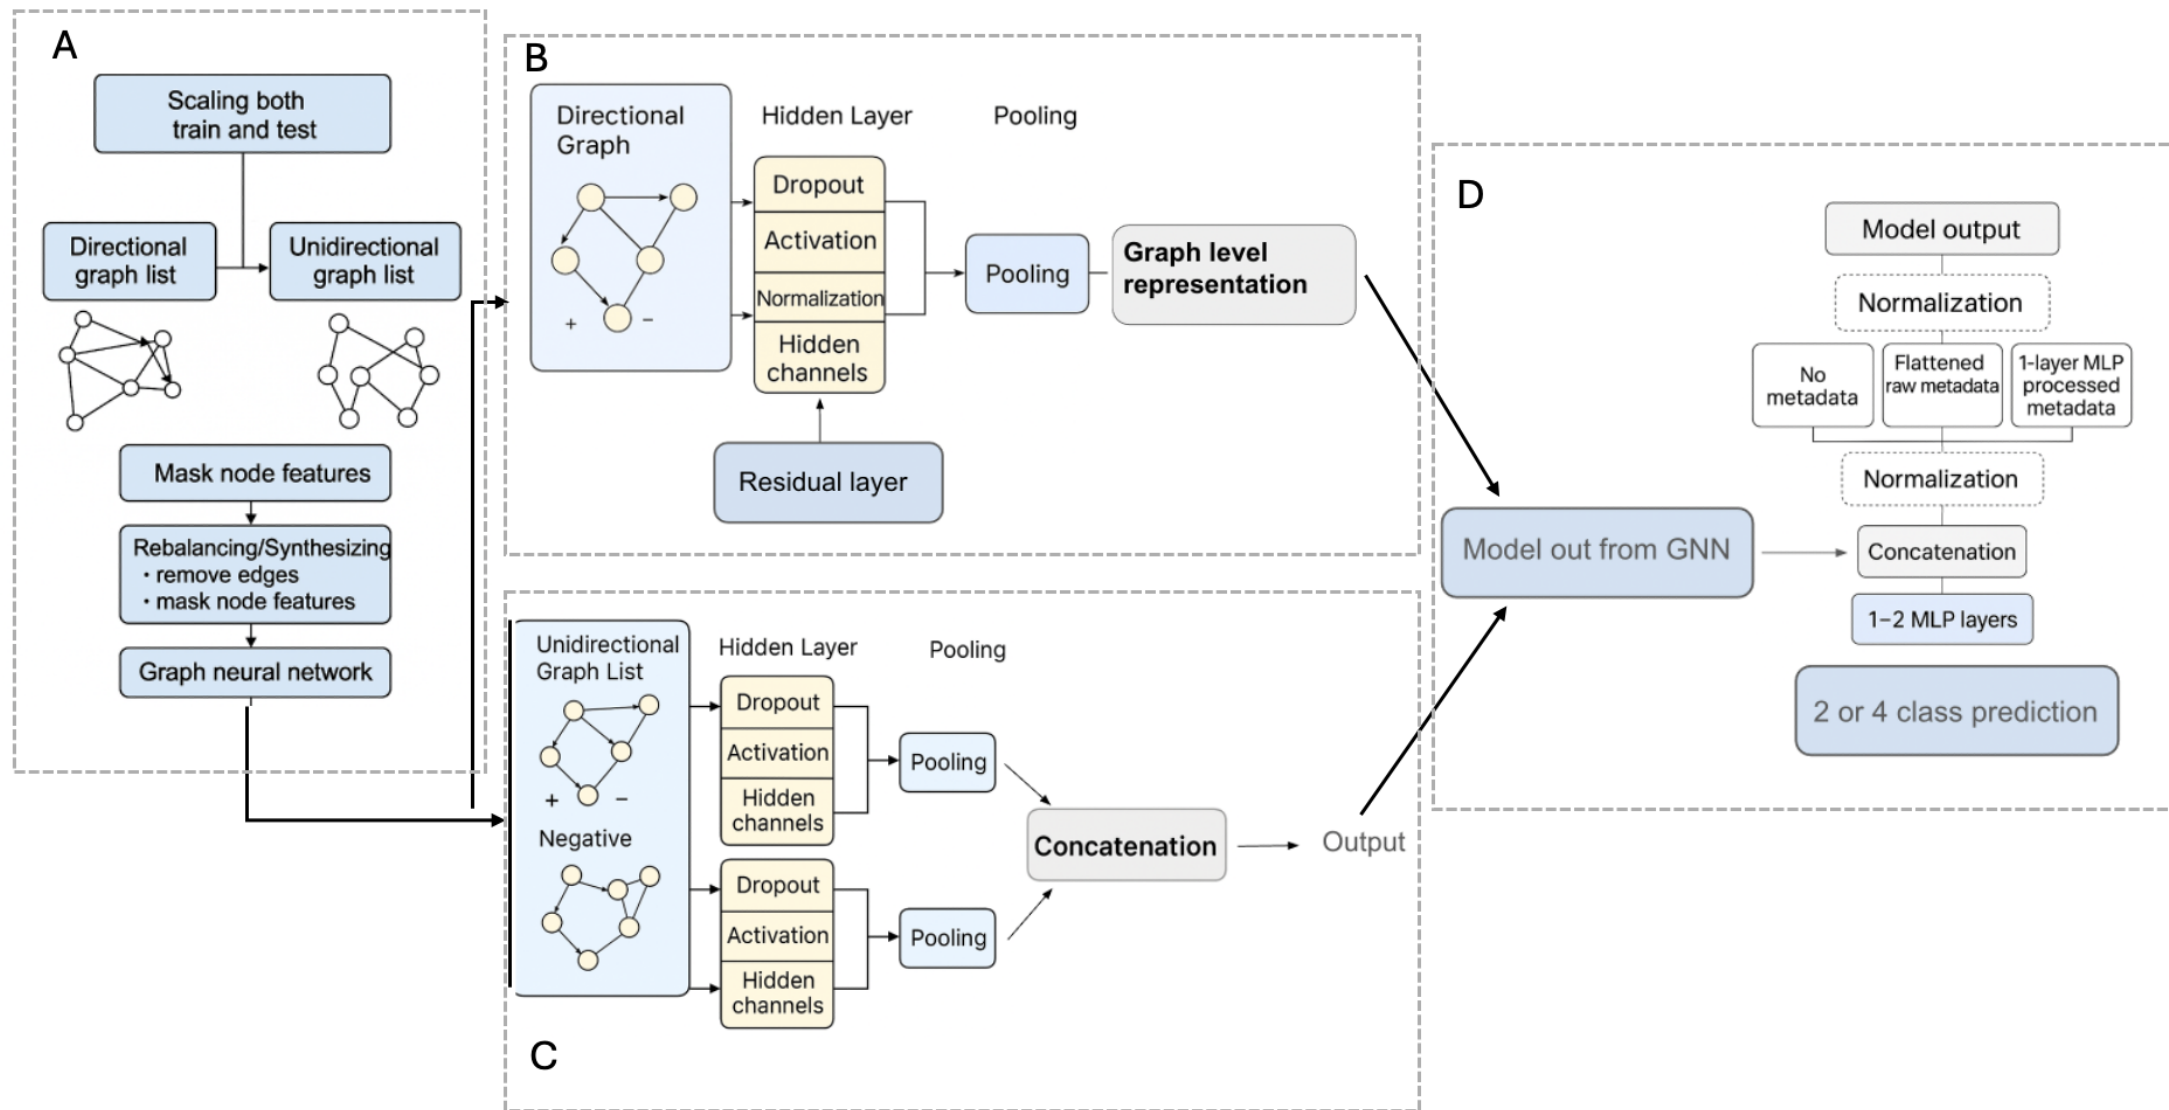 A
Scaling both
train and test
Directional
graph list
Unidirectional
graph list
Mask node features
Rebalancing/Synthesizing
• remove edges
• mask node features
Graph neural network
B
Directional
Graph
+
−
Hidden Layer
Pooling
Dropout
Activation
Normalization
Hidden
channels
Residual layer
Pooling
Graph level
representation
C
Unidirectional
Graph List
+
−
Negative
Hidden Layer
Pooling
Dropout
Activation
Hidden
channels
Dropout
Activation
Hidden
channels
Pooling
Pooling
Concatenation
Output
D
Model out from GNN
Model output
Normalization
No
metadata
Flattened
raw metadata
1-layer MLP
processed
metadata
Normalization
Concatenation
1–2 MLP layers
2 or 4 class prediction